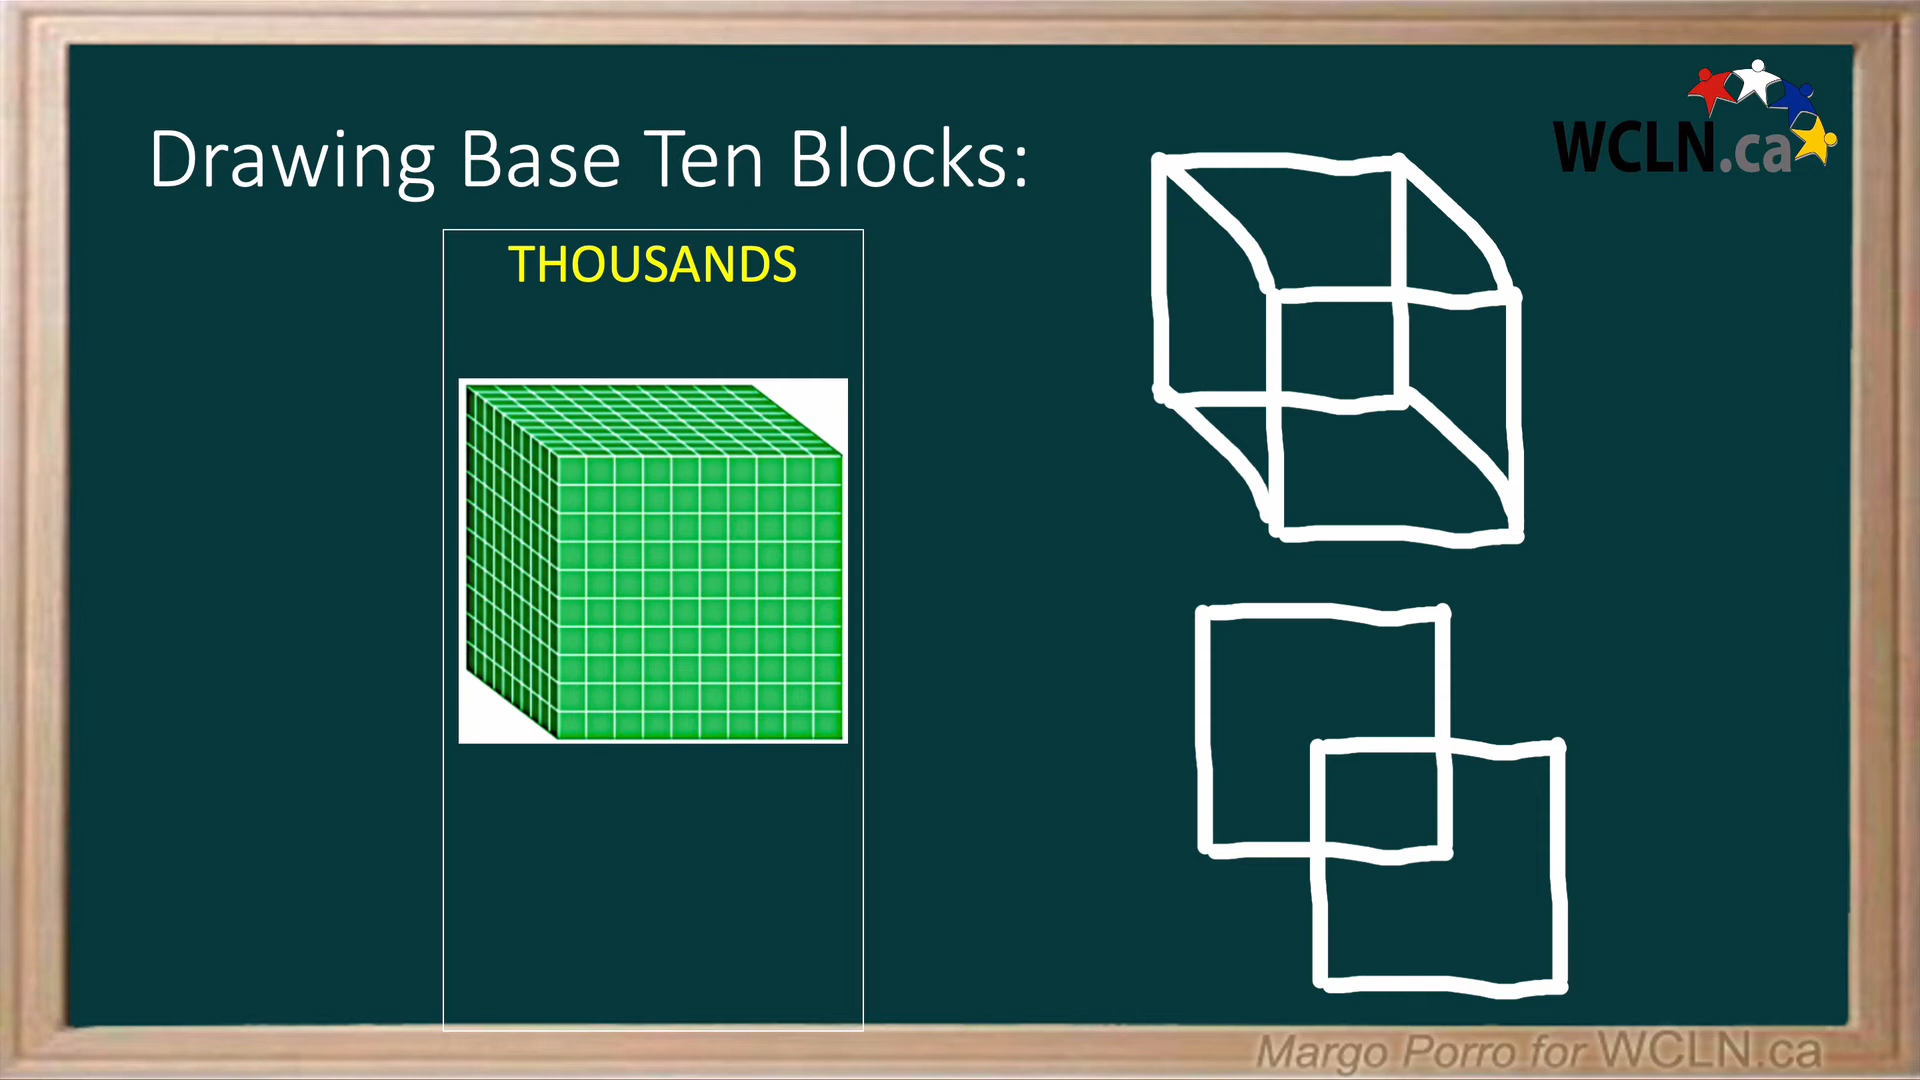 Drawing Base Ten Blocks:
WCLN.ca
THOUSANDS
Margo Porro for WCLN.ca